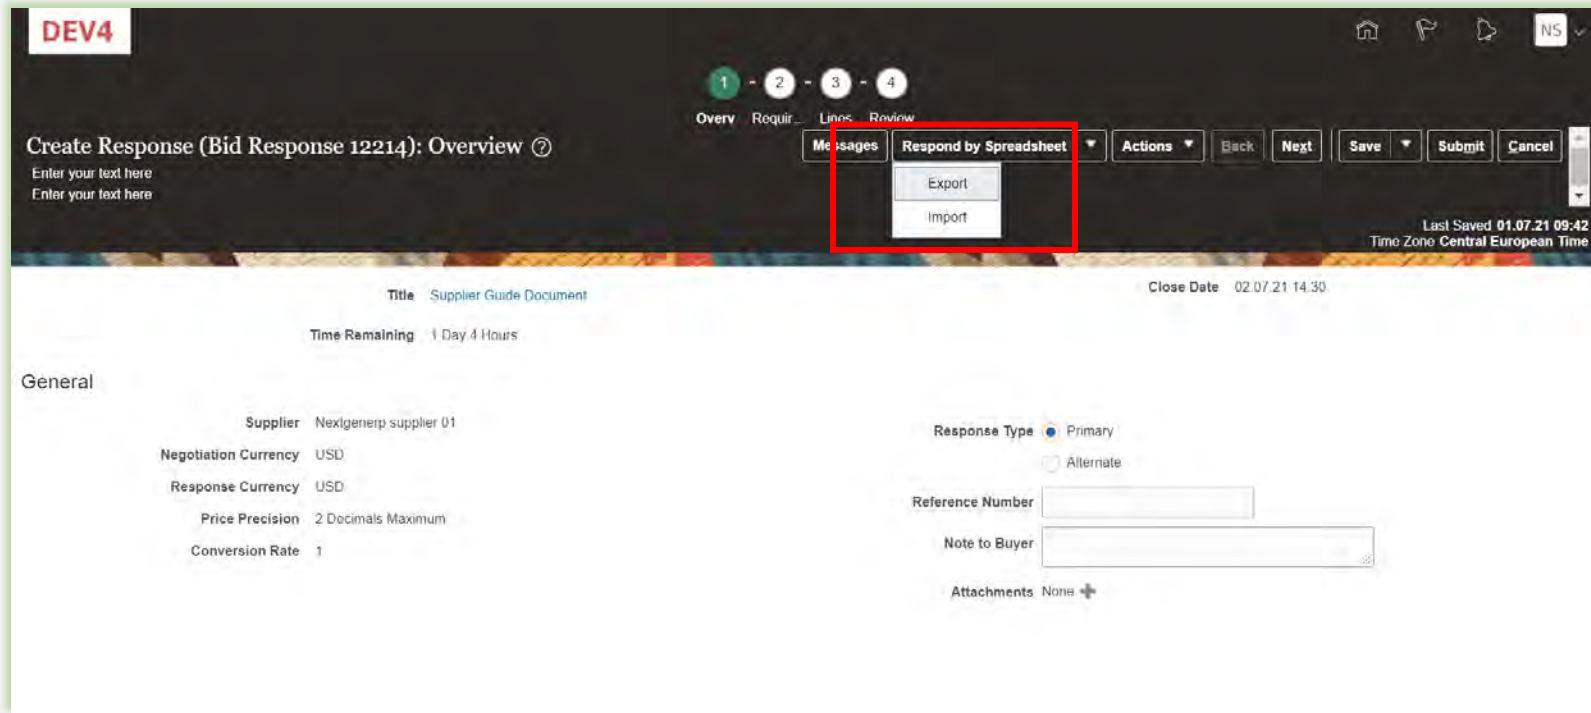 DEV4
NS
1 - 2 - 3 - 4
Overv Requir... Lines Review
Create Response (Bid Response 12214): Overview ?
Messages Respond by Spreadsheet Actions Back Next Save Submit Cancel
Enter your text here
Enter your text here
Export
Import
Last Saved 01.07.21 09:42
Time Zone Central European Time
Title Supplier Guide Document
Close Date 02.07.21 14.30
Time Remaining 1 Day 4 Hours
General
Supplier Nextgenerp supplier 01
Negotiation Currency USD
Response Currency USD
Price Precision 2 Decimals Maximum
Conversion Rate 1
Response Type Primary
Alternate
Reference Number
Note to Buyer
Attachments None